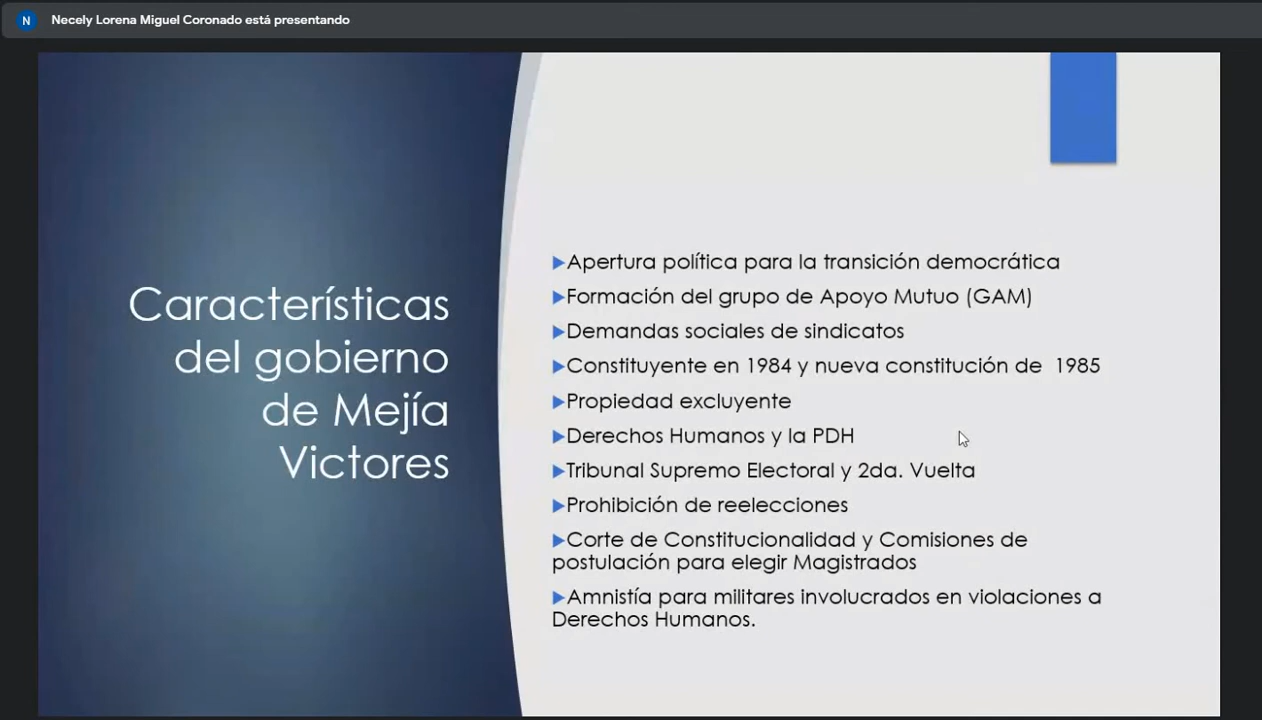 N
Necely Lorena Miguel Coronado está presentando
Características
del gobierno
de Mejía
Victores
Apertura política para la transición democrática
Formación del grupo de Apoyo Mutuo (GAM)
Demandas sociales de sindicatos
Constituyente en 1984 y nueva constitución de  1985
Propiedad excluyente
Derechos Humanos y la PDH
Tribunal Supremo Electoral y 2da. Vuelta
Prohibición de reelecciones
Corte de Constitucionalidad y Comisiones de
postulación para elegir Magistrados
Amnistía para militares involucrados en violaciones a
Derechos Humanos.